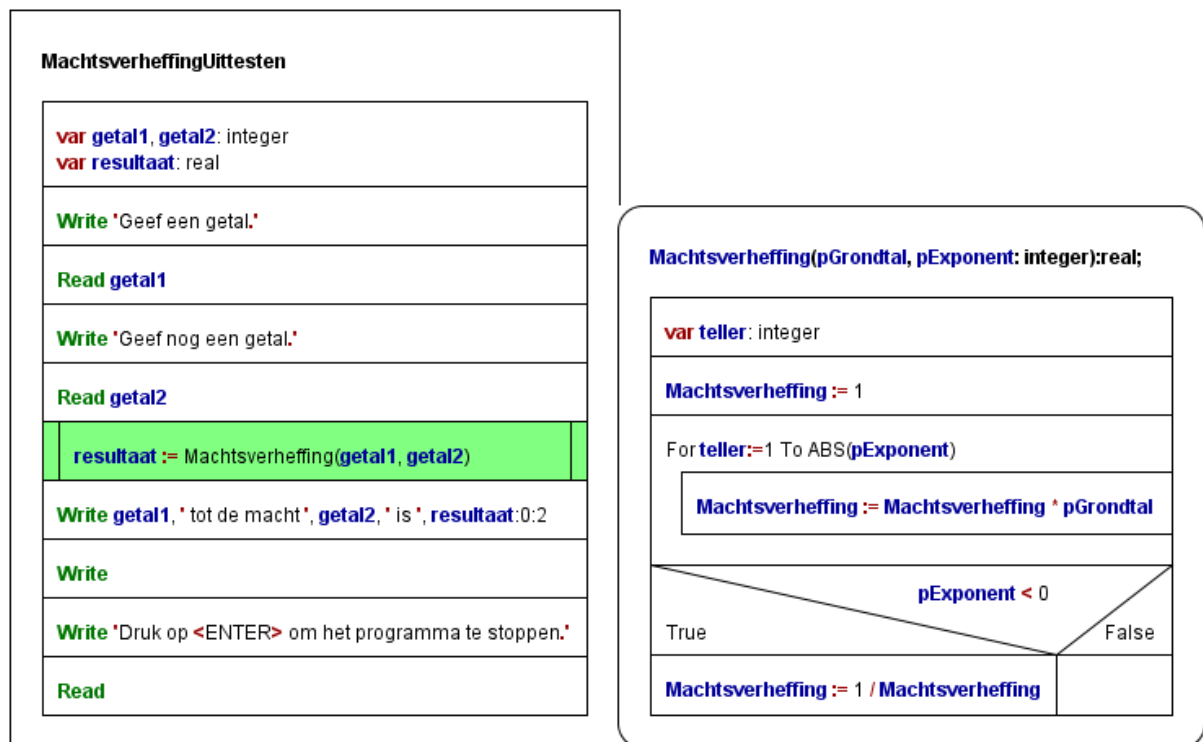 MachtsverheffingUittesten
var getal1, getal2: integer
var resultaat: real
Write 'Geef een getal.'
Read getal1
Write 'Geef nog een getal.'
Read getal2
resultaat := Machtsverheffing(getal1, getal2)
Write getal1, ' tot de macht ', getal2, ' is ', resultaat:0:2
Write
Write 'Druk op <ENTER> om het programma te stoppen.'
Read
Machtsverheffing(pGrondtal, pExponent: integer):real;
var teller: integer
Machtsverheffing := 1
For teller:=1 To ABS(pExponent)
Machtsverheffing := Machtsverheffing * pGrondtal
pExponent < 0
True False
Machtsverheffing := 1 / Machtsverheffing